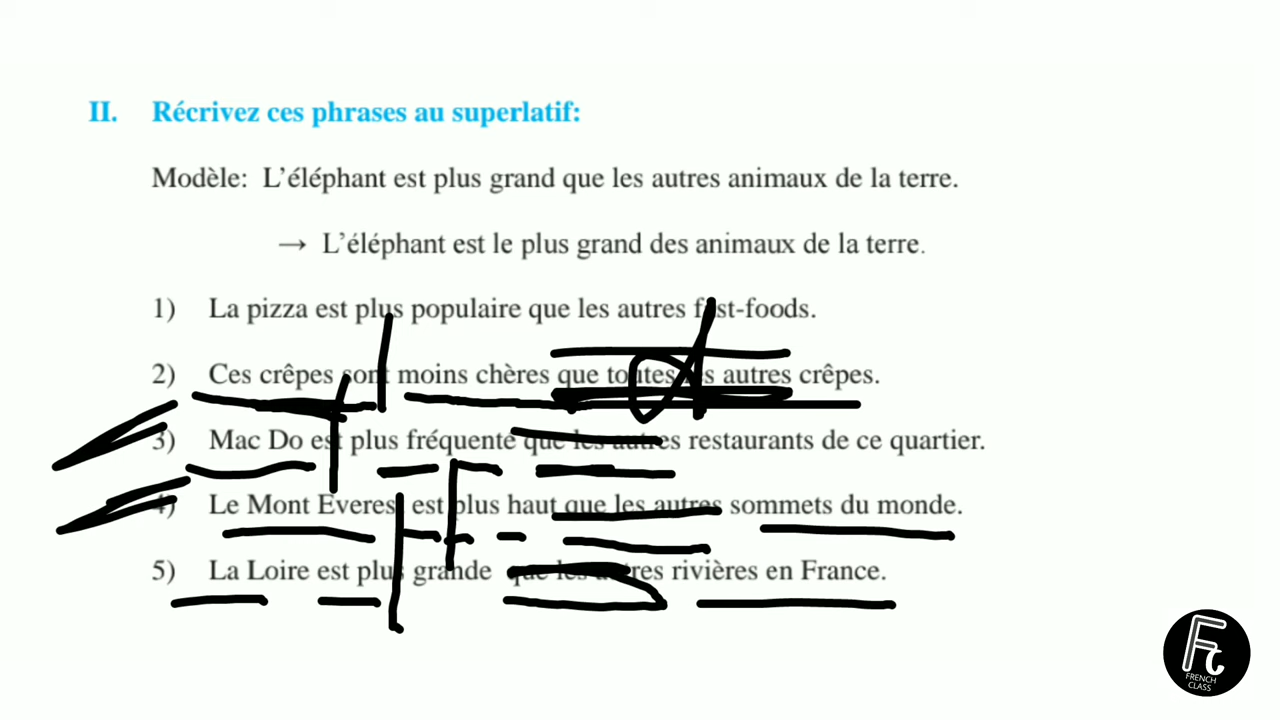 II. Récrivez ces phrases au superlatif:
Modèle: L'éléphant est plus grand que les autres animaux de la terre.
→ L'éléphant est le plus grand des animaux de la terre.
1) La pizza est plus populaire que les autres fast-foods.
2) Ces crêpes sont moins chères que toutes les autres crêpes.
3) Mac Do est plus fréquenté que les autres restaurants de ce quartier.
4) Le Mont Everest est plus haut que les autres sommets du monde.
5) La Loire est plus grande que les autres rivières en France.
Fc
FRENCH
CLASS